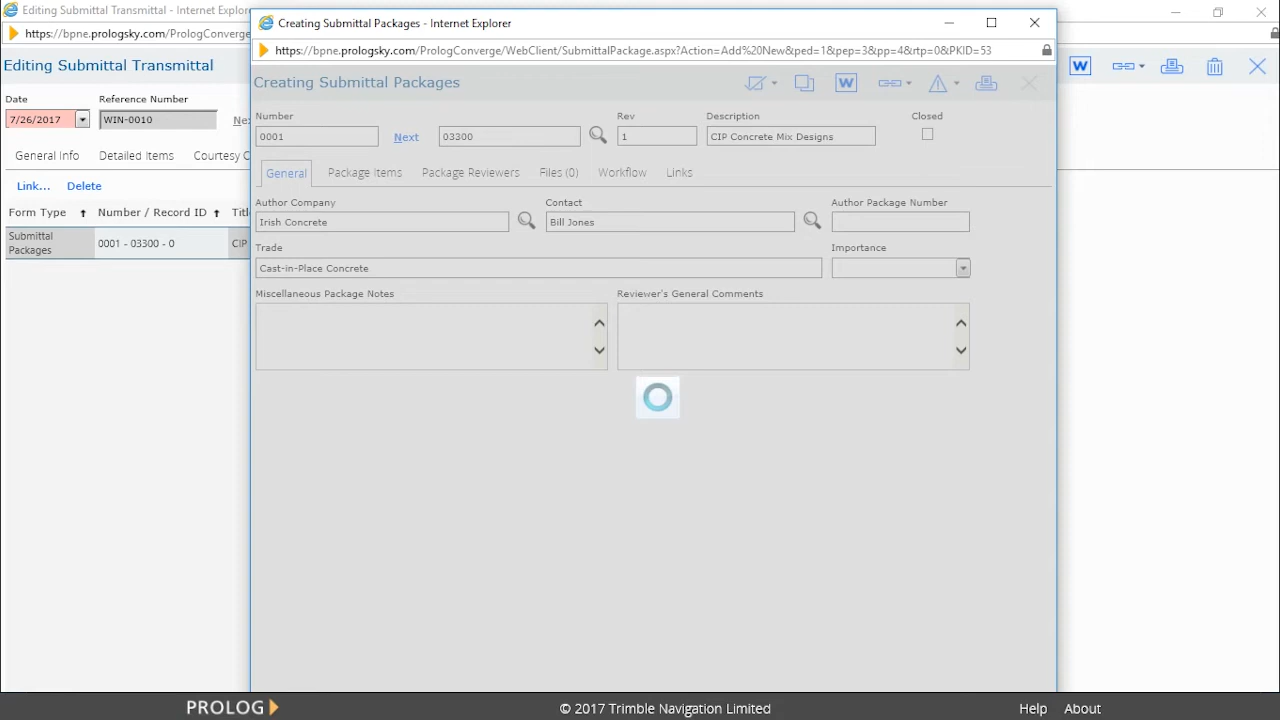 Editing Submittal Transmittal - Internet Explore
https://bpne.prologsky.com/PrologConverge
Editing Submittal Transmittal
W
Date
Reference Number
7/26/2017
WIN-0010
Nex
General Info
Detailed Items
Courtesy C
Link...
Delete
Form Type
Number / Record ID
Titl
Submittal
Packages
0001 - 03300 - 0
CIP
Creating Submittal Packages - Internet Explorer
https://bpne.prologsky.com/PrologConverge/WebClient/SubmittalPackage.aspx?Action=Add%20New&ped=1&pep=3&pp=4&rtp=0&PKID=53
Creating Submittal Packages
W
Number
Rev
Description
Closed
0001
Next
03300
1
CIP Concrete Mix Designs
General
Package Items
Package Reviewers
Files (0)
Workflow
Links
Author Company
Contact
Author Package Number
Irish Concrete
Bill Jones
Trade
Importance
Cast-in-Place Concrete
Miscellaneous Package Notes
Reviewer's General Comments
PROLOG
© 2017 Trimble Navigation Limited
Help
About